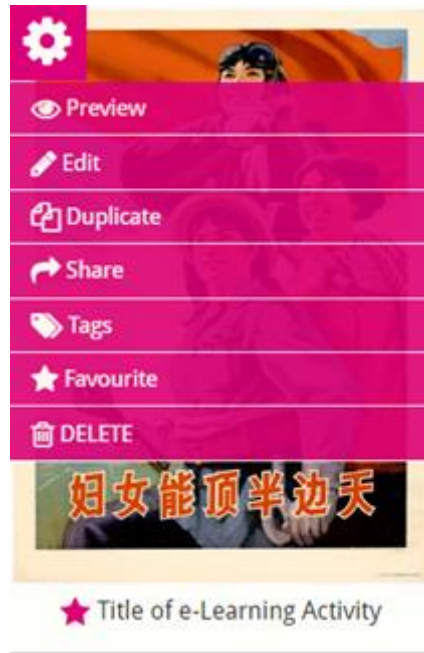 Preview
Edit
Duplicate
Share
Tags
Favourite
DELETE
妇女能顶半边天
Title of e-Learning Activity